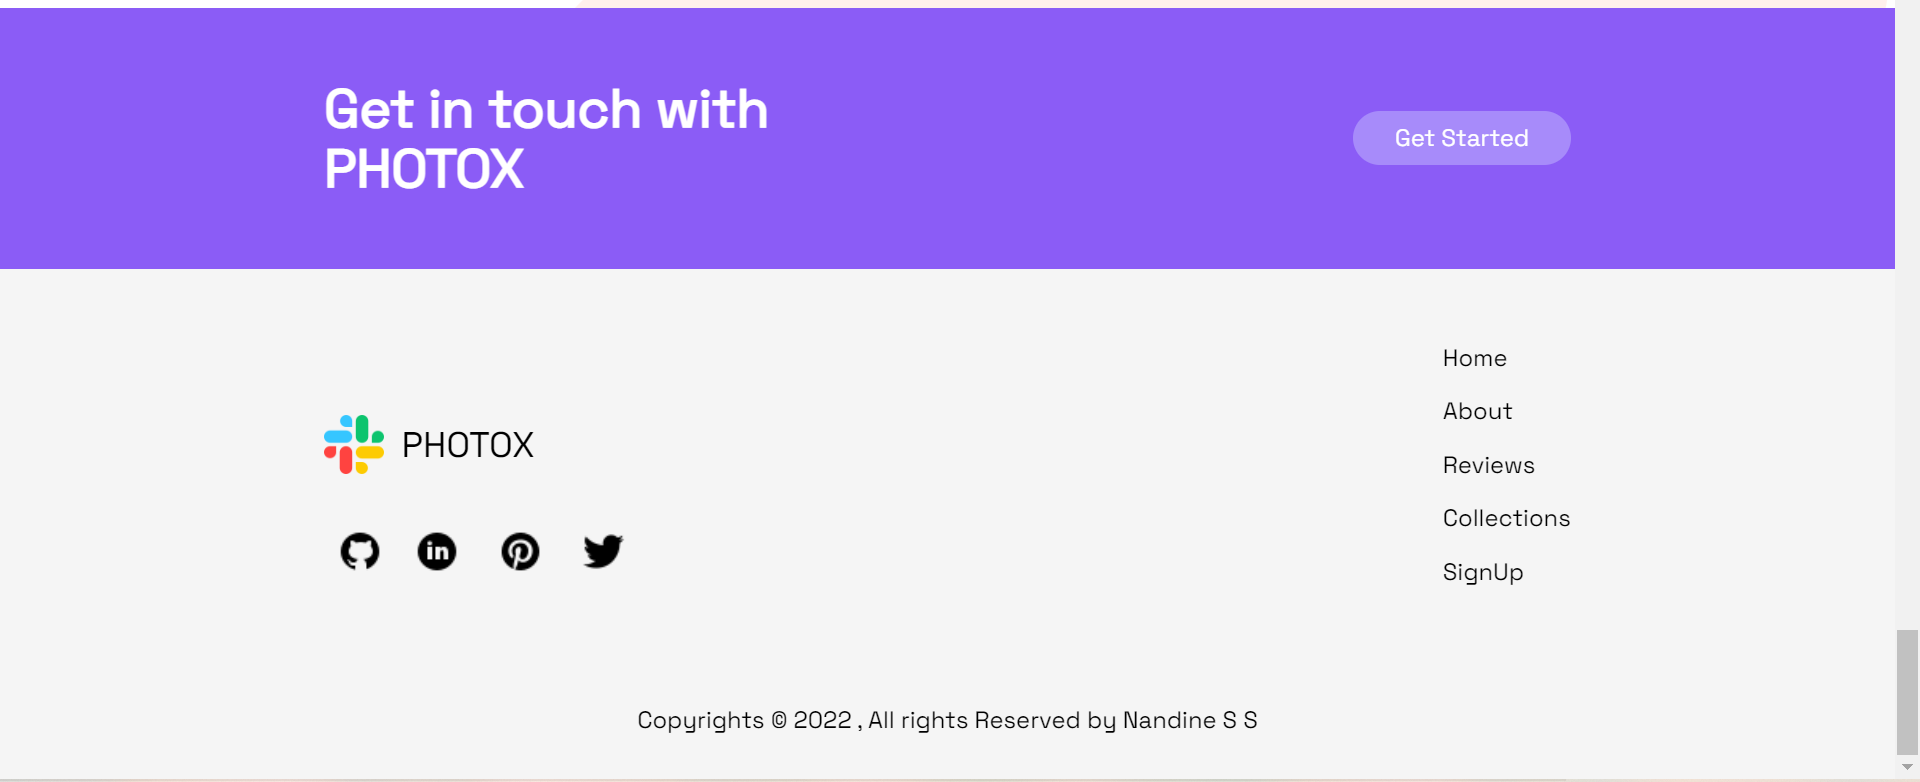 Get in touch with
PHOTOX
Get Started
Home
About
PHOTOX
Reviews
Collections
in
SignUp
Copyrights © 2022 , All rights Reserved by Nandine S S